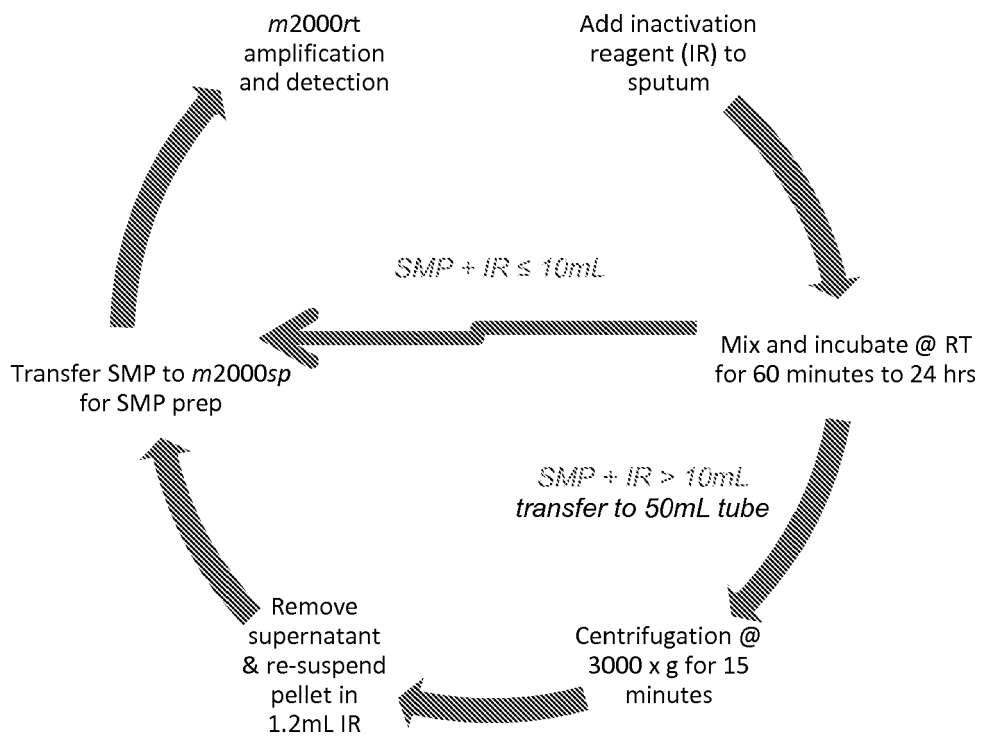 m2000rt
amplification
and detection
Add inactivation
reagent (IR) to
sputum
SMP + IR ≤ 10mL
Mix and incubate @ RT
for 60 minutes to 24 hrs
Transfer SMP to m2000sp
for SMP prep
SMP + IR > 10mL
transfer to 50mL tube
Remove
supernatant
& re-suspend
pellet in
1.2mL IR
Centrifugation @
3000 x g for 15
minutes